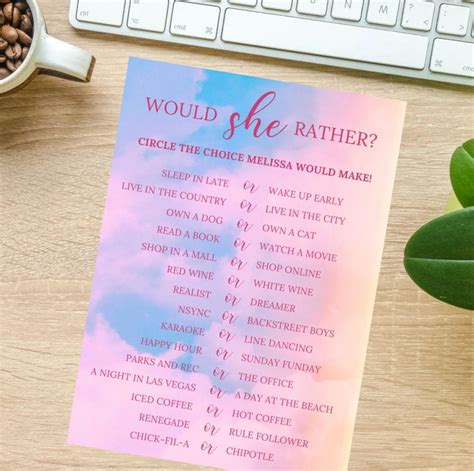 WOULD she RATHER?
CIRCLE THE CHOICE MELISSA WOULD MAKE!
SLEEP IN LATE or WAKE UP EARLY
LIVE IN THE COUNTRY or LIVE IN THE CITY
OWN A DOG or OWN A CAT
READ A BOOK or WATCH A MOVIE
SHOP IN A MALL or SHOP ONLINE
RED WINE or WHITE WINE
REALIST or DREAMER
NSYNC or BACKSTREET BOYS
KARAOKE or LINE DANCING
HAPPY HOUR or SUNDAY FUNDAY
PARKS AND REC or THE OFFICE
A NIGHT IN LAS VEGAS or A DAY AT THE BEACH
ICED COFFEE or HOT COFFEE
RENEGADE or RULE FOLLOWER
CHICK-FIL-A or CHIPOTLE